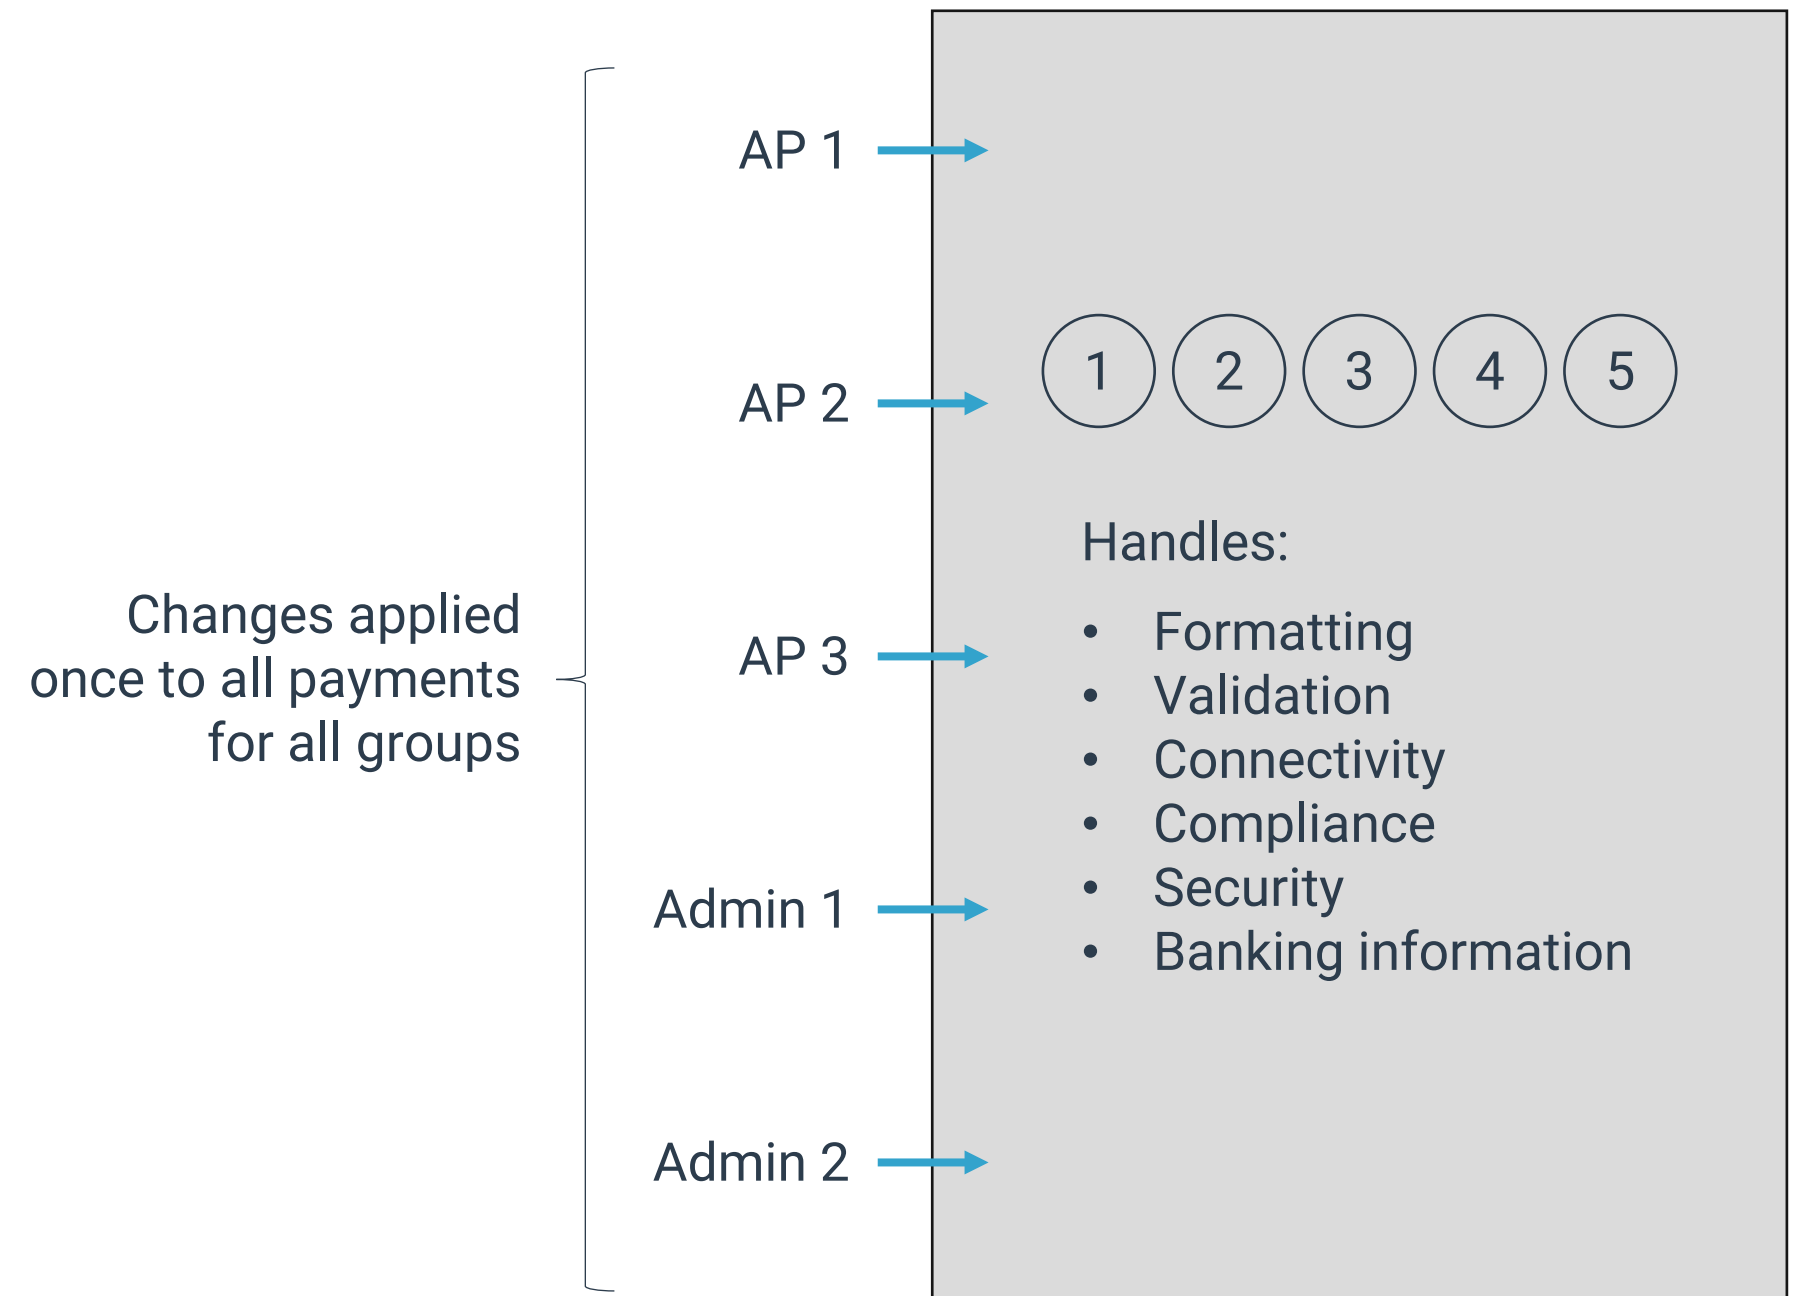 AP 1
AP 2
AP 3
Admin 1
Admin 2
Changes applied
once to all payments
for all groups
1 2 3 4 5
Handles:
• Formatting
• Validation
• Connectivity
• Compliance
• Security
• Banking information